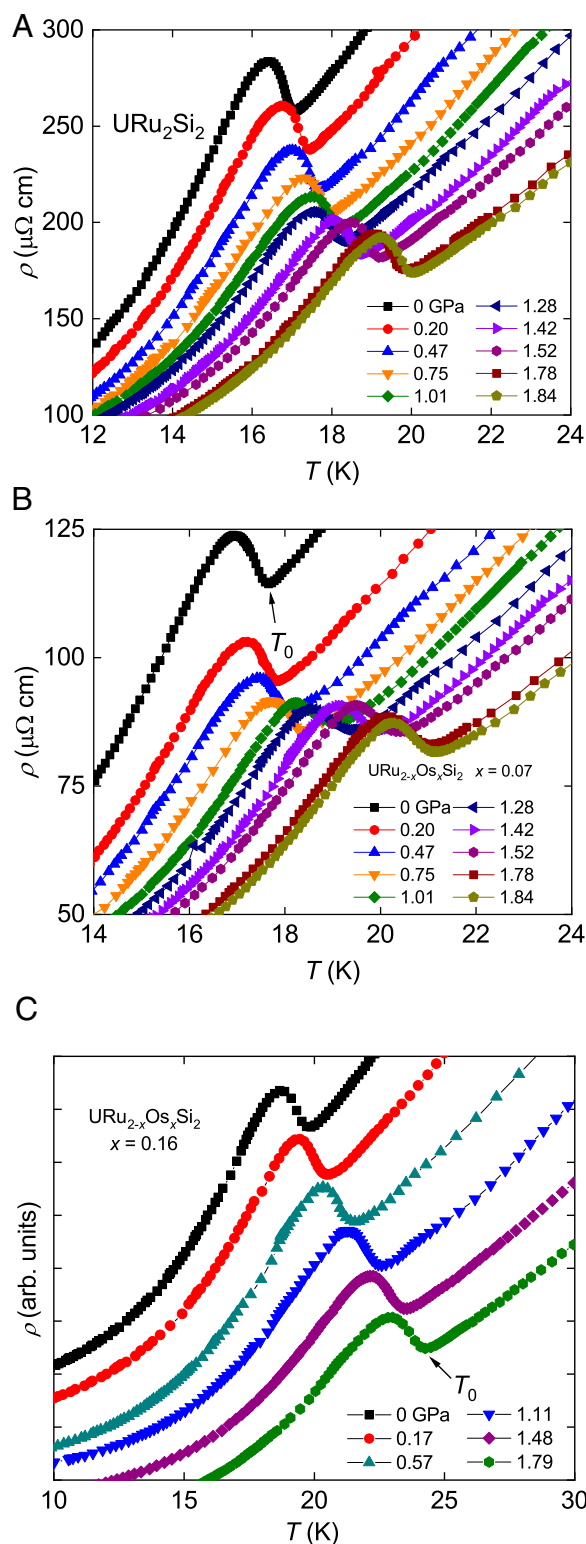 A
300
250
200
150
100
ρ (μΩ cm)
URu2Si2
0 GPa
0.20
0.47
0.75
1.01
1.28
1.42
1.52
1.78
1.84
12 14 16 18 20 22 24
T (K)
B
125
100
75
50
ρ (μΩ cm)
T0
URu2-xOsxSi2 x = 0.07
0 GPa
0.20
0.47
0.75
1.01
1.28
1.42
1.52
1.78
1.84
14 16 18 20 22 24
T (K)
C
ρ (arb. units)
URu2-xOsxSi2
x = 0.16
T0
0 GPa
0.17
0.57
1.11
1.48
1.79
10 15 20 25 30
T (K)